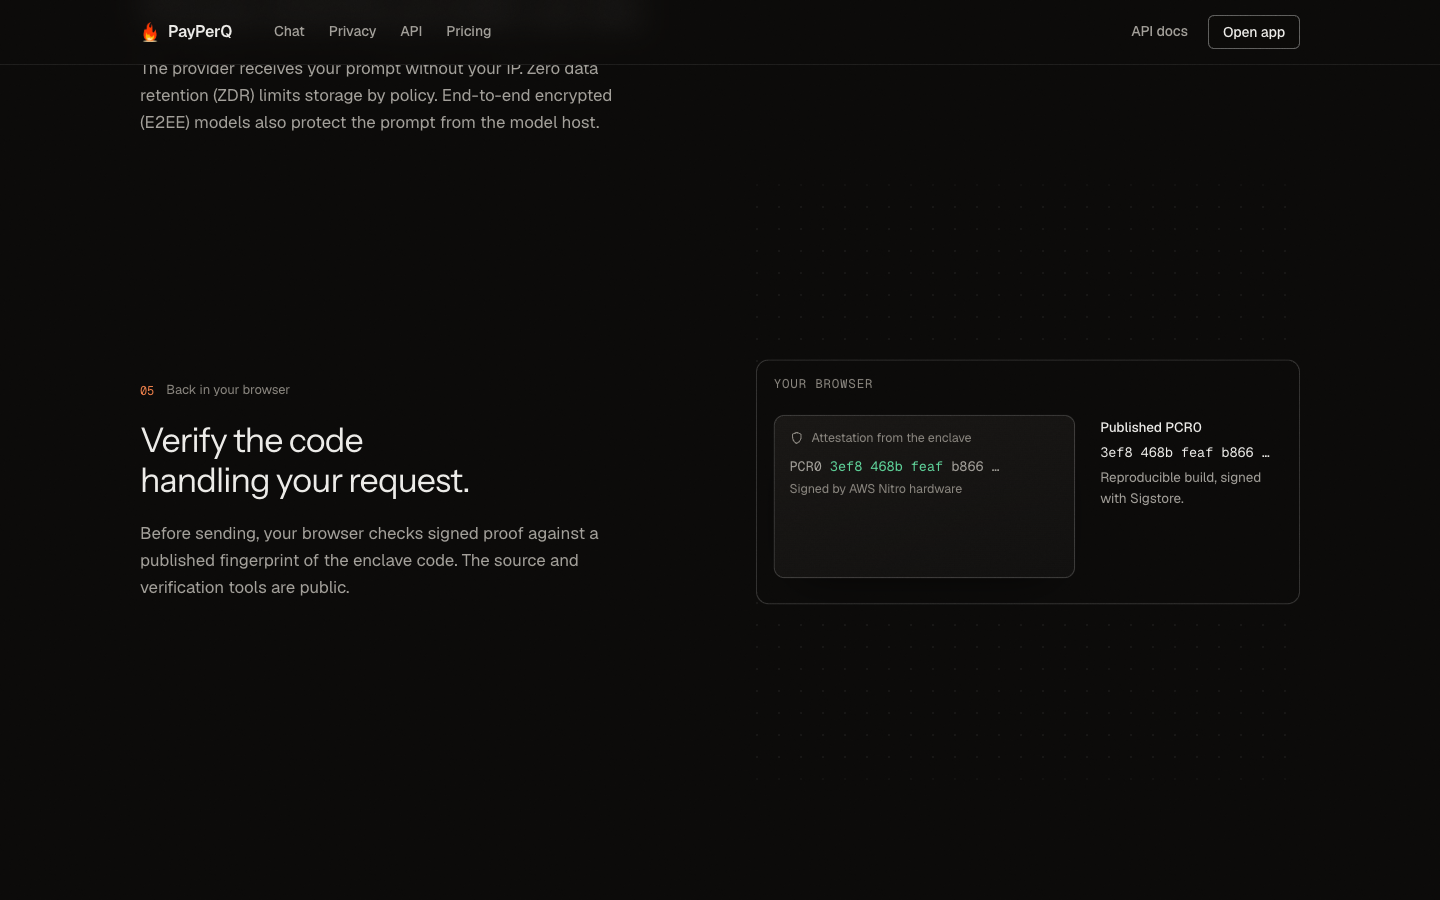 PayPerQ
Chat
Privacy
API
Pricing
API docs
Open app
The provider receives your prompt without your IP. Zero data
retention (ZDR) limits storage by policy. End-to-end encrypted
(E2EE) models also protect the prompt from the model host.
05 Back in your browser
Verify the code
handling your request.
Before sending, your browser checks signed proof against a
published fingerprint of the enclave code. The source and
verification tools are public.
YOUR BROWSER
Attestation from the enclave
PCR0 3ef8 468b feaf b866 …
Signed by AWS Nitro hardware
Published PCR0
3ef8 468b feaf b866 …
Reproducible build, signed
with Sigstore.